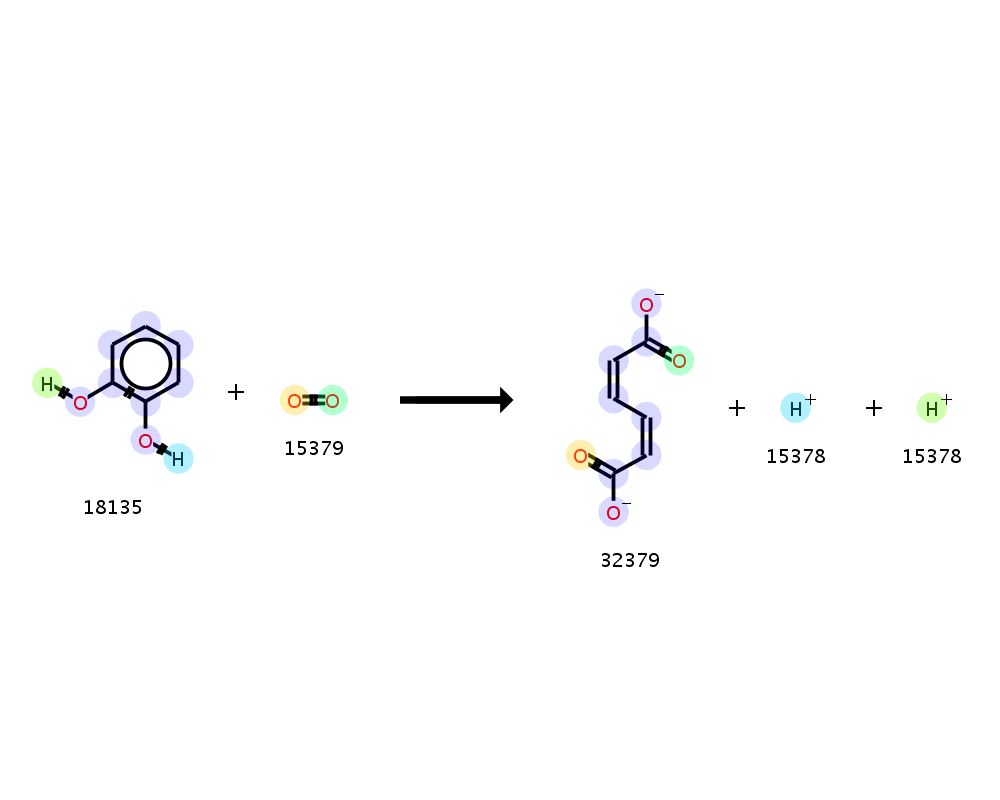 O⁻
H O + O O O
H⁺ + H⁺
O H O
15379 15378 15378
18135 O⁻
32379